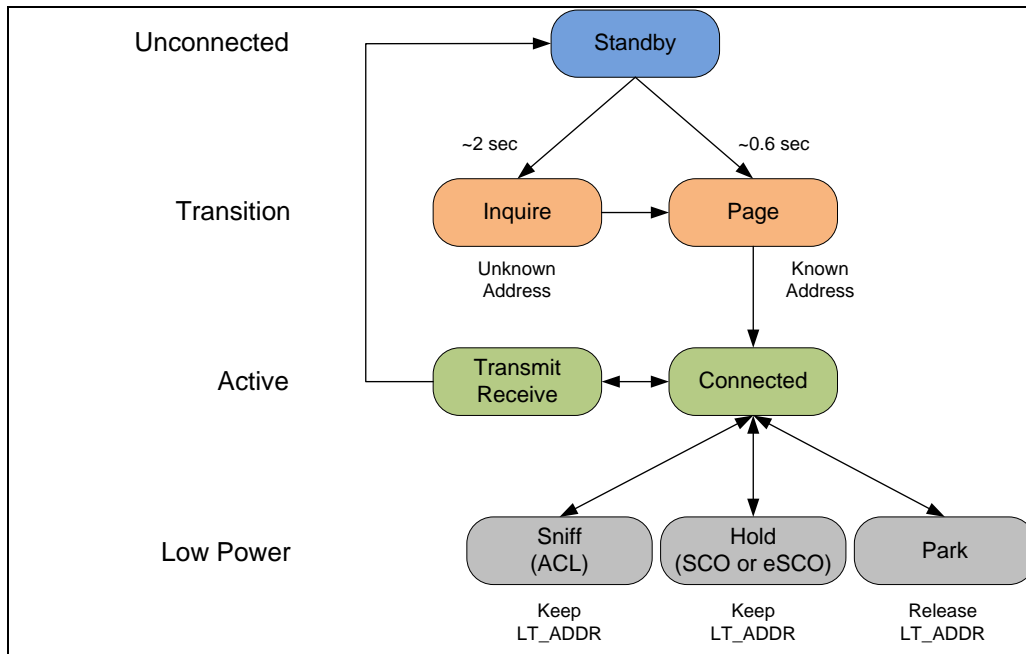 Unconnected
Standby
~2 sec
~0.6 sec
Transition
Inquire
Page
Unknown
Address
Known
Address
Active
Transmit
Receive
Connected
Low Power
Sniff
(ACL)
Hold
(SCO or eSCO)
Park
Keep
LT_ADDR
Keep
LT_ADDR
Release
LT_ADDR